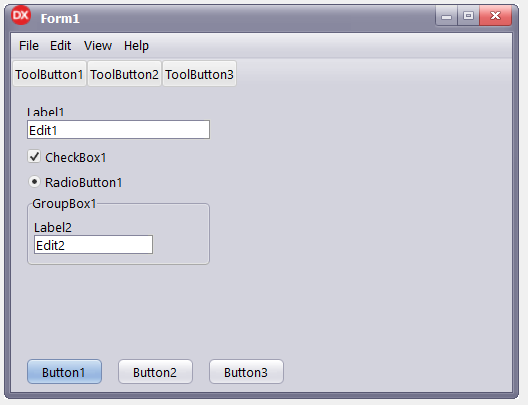 DX Form1
File Edit View Help
ToolButton1 ToolButton2 ToolButton3
Label1
Edit1
CheckBox1
RadioButton1
GroupBox1
Label2
Edit2
Button1 Button2 Button3